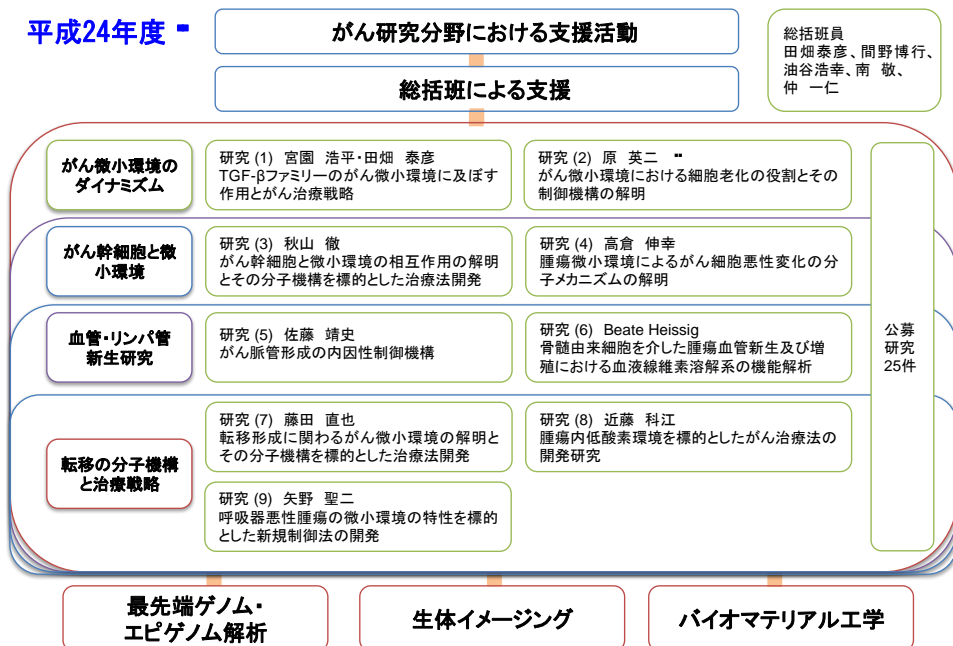 平成24年度
がん研究分野における支援活動
総括班による支援
総括班員
田畑泰彦、間野博行、
油谷浩幸、南 敬、
仲 一仁
がん微小環境の
ダイナミズム
研究 (1) 宮園 浩平・田畑 泰彦
TGF-βファミリーのがん微小環境に及ぼす
作用とがん治療戦略
研究 (2) 原 英二
がん微小環境における細胞老化の役割とその
制御機構の解明
がん幹細胞と微
小環境
研究 (3) 秋山 徹
がん幹細胞と微小環境の相互作用の解明
とその分子機構を標的とした治療法開発
研究 (4) 高倉 伸幸
腫瘍微小環境によるがん細胞悪性変化の分
子メカニズムの解明
血管・リンパ管
新生研究
研究 (5) 佐藤 靖史
がん脈管形成の内因性制御機構
研究 (6) Beate Heissig
骨髄由来細胞を介した腫瘍血管新生及び増
殖における血液線維素溶解系の機能解析
公募
研究
25件
転移の分子機構
と治療戦略
研究 (7) 藤田 直也
転移形成に関わるがん微小環境の解明と
その分子機構を標的とした治療法開発
研究 (8) 近藤 科江
腫瘍内低酸素環境を標的としたがん治療法の
開発研究
研究 (9) 矢野 聖二
呼吸器悪性腫瘍の微小環境の特性を標的
とした新規制御法の開発
最先端ゲノム・
エピゲノム解析
生体イメージング
バイオマテリアル工学